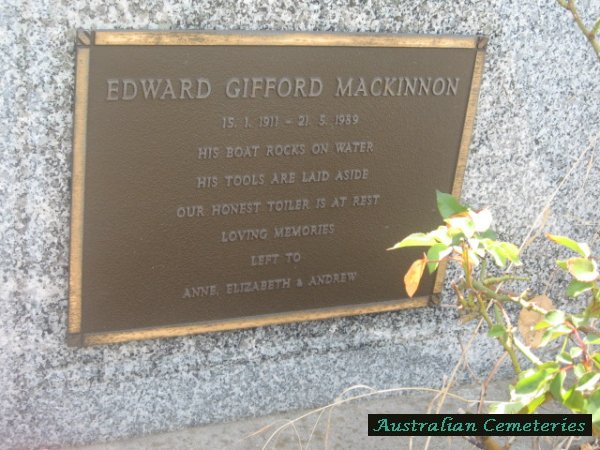 EDWARD GIFFORD MACKINNON
15. 1. 1911 - 21. 5. 1989
HIS BOAT ROCKS ON WATER
HIS TOOLS ARE LAID ASIDE
OUR HONEST TOILER IS AT REST
LOVING MEMORIES
LEFT TO
ANNE, ELIZABETH & ANDREW
Australian Cemeteries